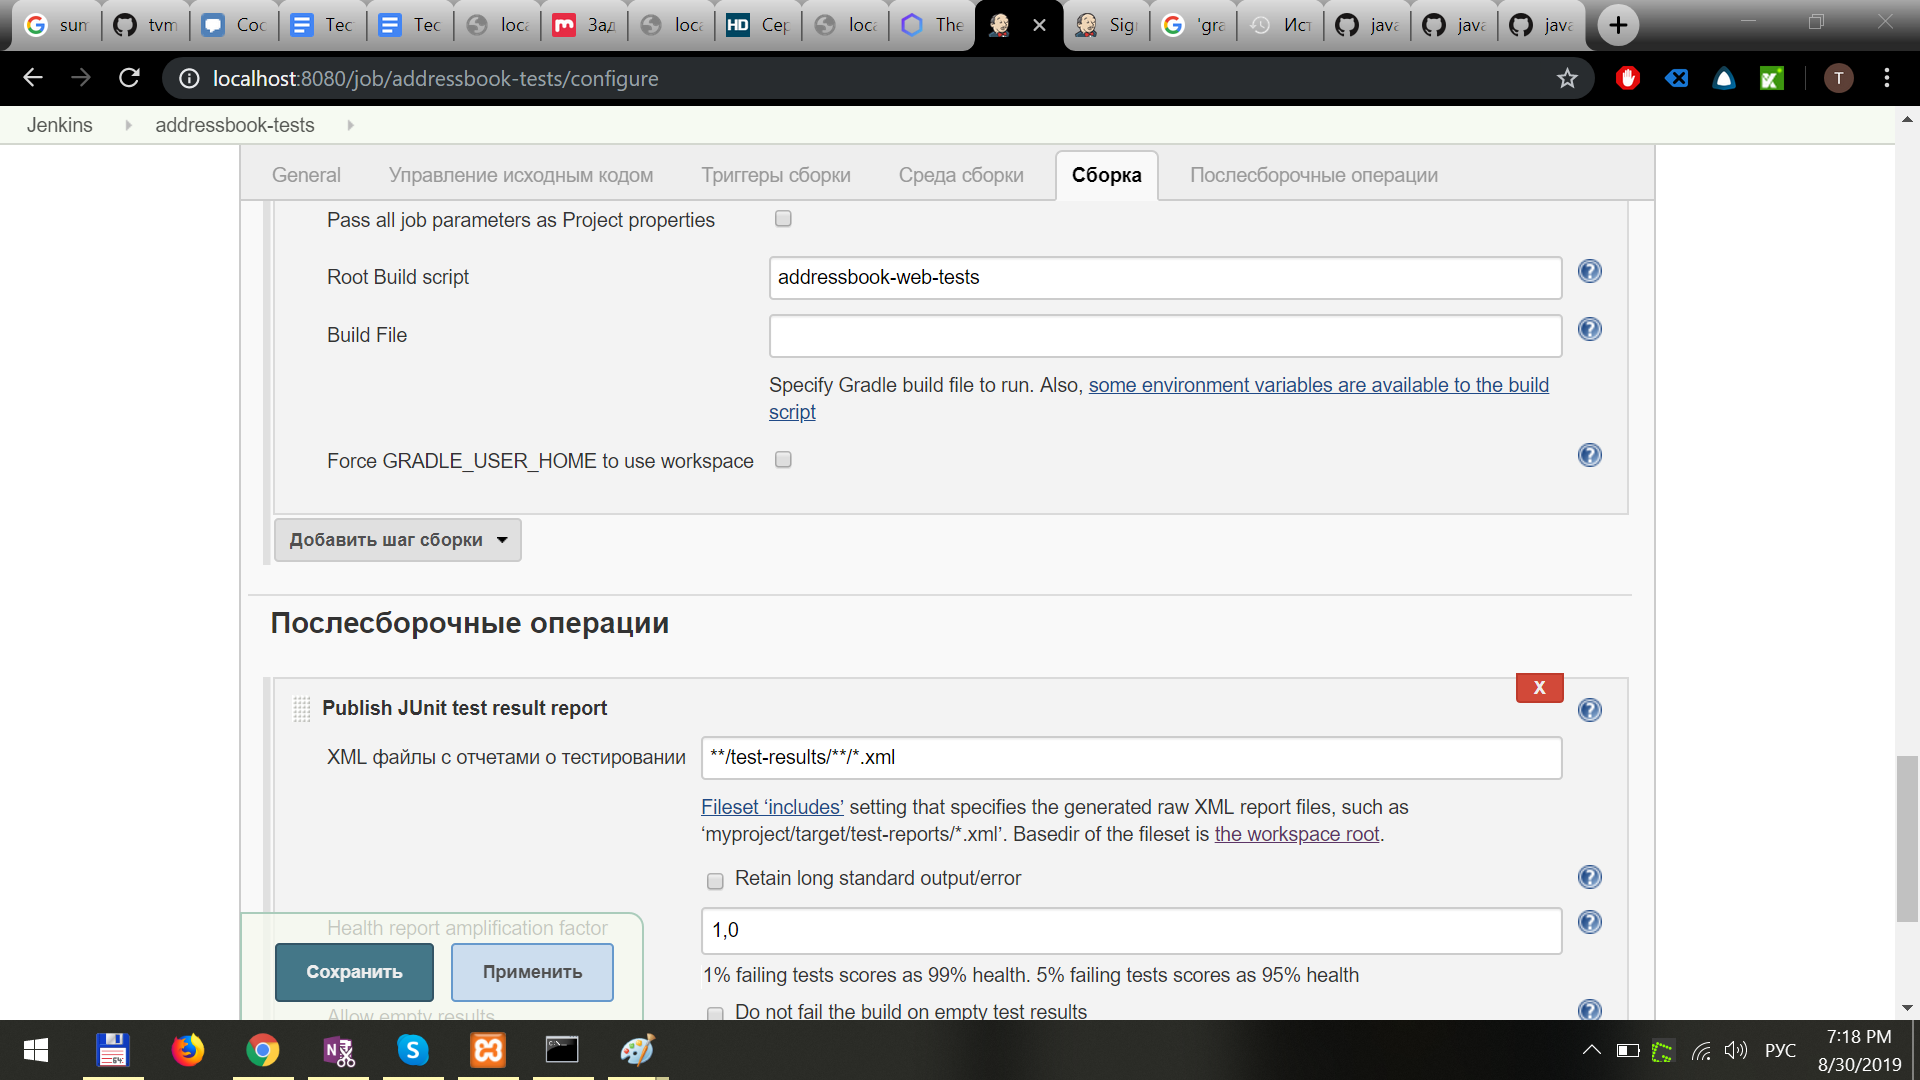 sum
tvm
Сос
Тес
Тес
loca
Зад
loca
HD
Сер
loca
The
Sig
'gra
Ист
java
java
java
localhost:8080/job/addressbook-tests/configure
T
Jenkins
addressbook-tests
General
Управление исходным кодом
Триггеры сборки
Среда сборки
Сборка
Послесборочные операции
Pass all job parameters as Project properties
Root Build script
addressbook-web-tests
Build File
Specify Gradle build file to run. Also, some environment variables are available to the build
script
Force GRADLE_USER_HOME to use workspace
Добавить шаг сборки
Послесборочные операции
X
Publish JUnit test result report
XML файлы с отчетами о тестировании
**/test-results/**/*.xml
Fileset ‘includes’ setting that specifies the generated raw XML report files, such as
‘myproject/target/test-reports/*.xml’. Basedir of the fileset is the workspace root.
Retain long standard output/error
Health report amplification factor
1,0
Сохранить
Применить
1% failing tests scores as 99% health. 5% failing tests scores as 95% health
Allow empty results
Do not fail the build on empty test results
РУС
7:18 PM
8/30/2019